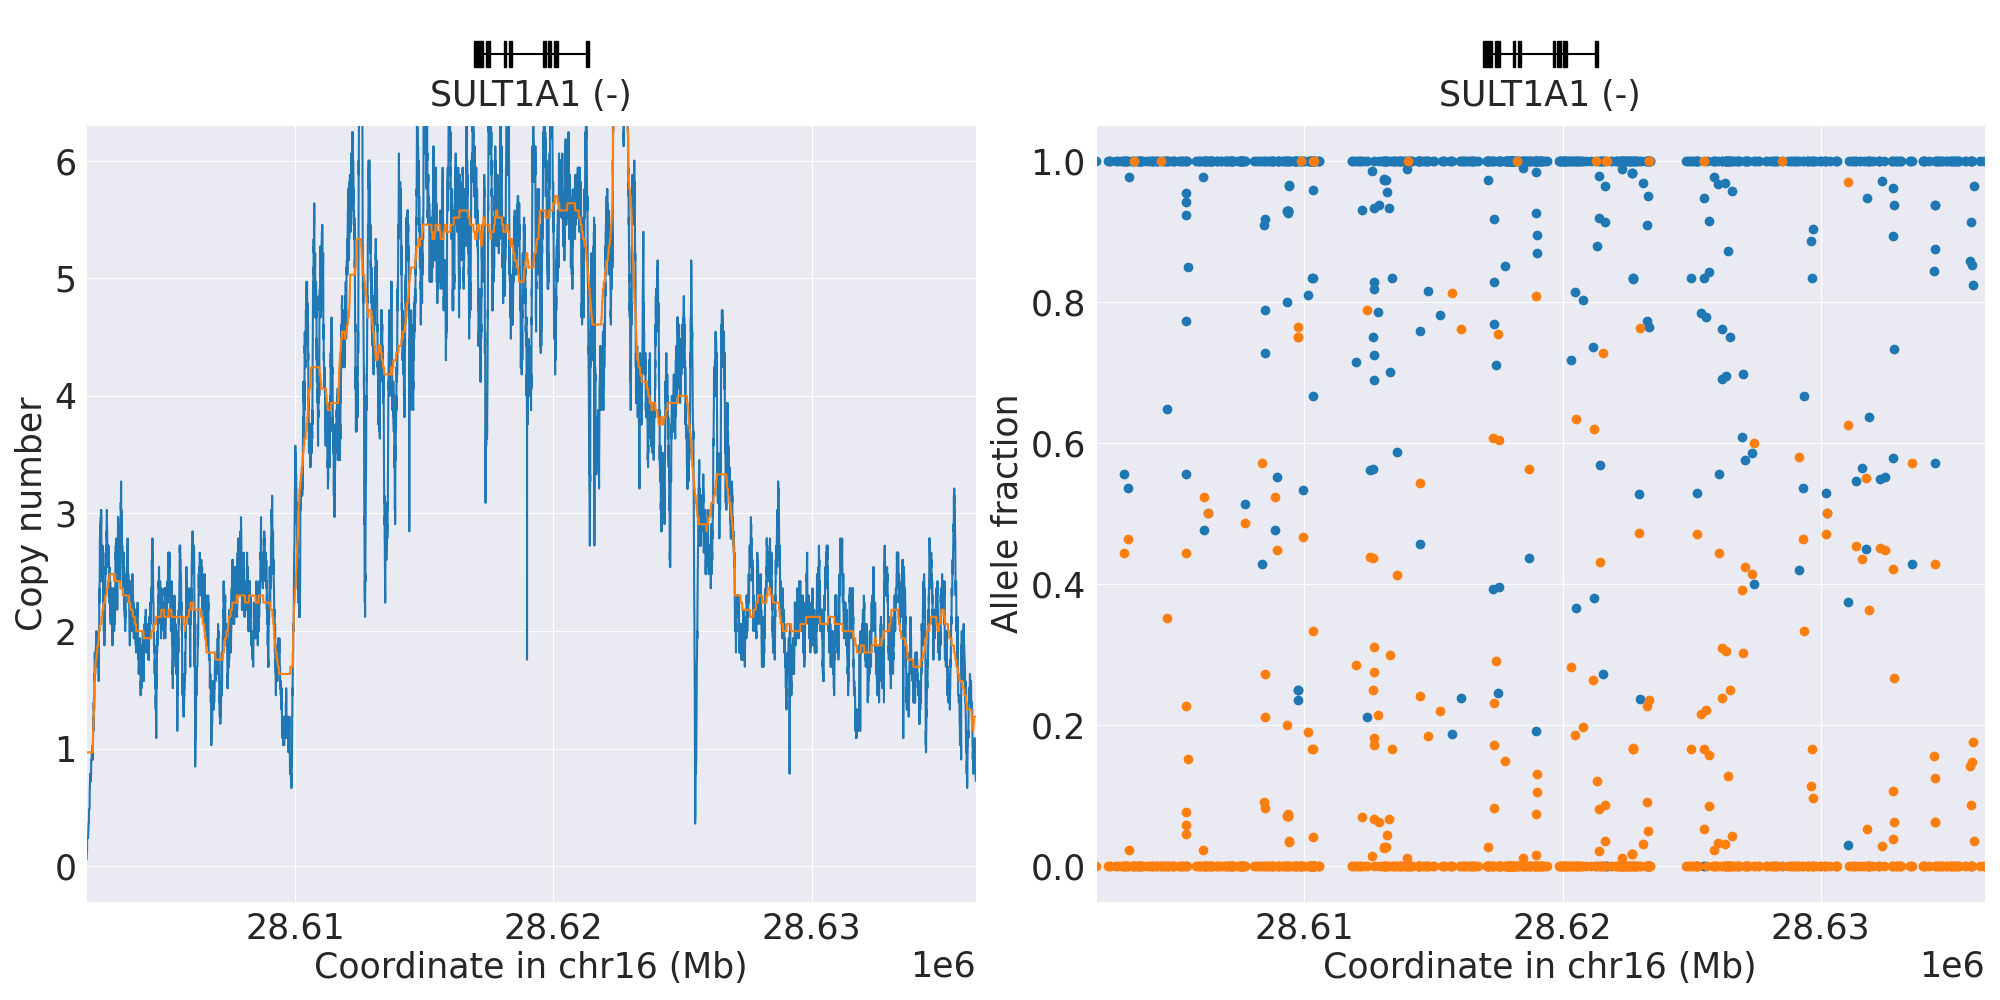 SULT1A1 (-)
Copy number
6
5
4
3
2
1
0
28.61
28.62
28.63
Coordinate in chr16 (Mb)
1e6
SULT1A1 (-)
Allele fraction
1.0
0.8
0.6
0.4
0.2
0.0
28.61
28.62
28.63
Coordinate in chr16 (Mb)
1e6